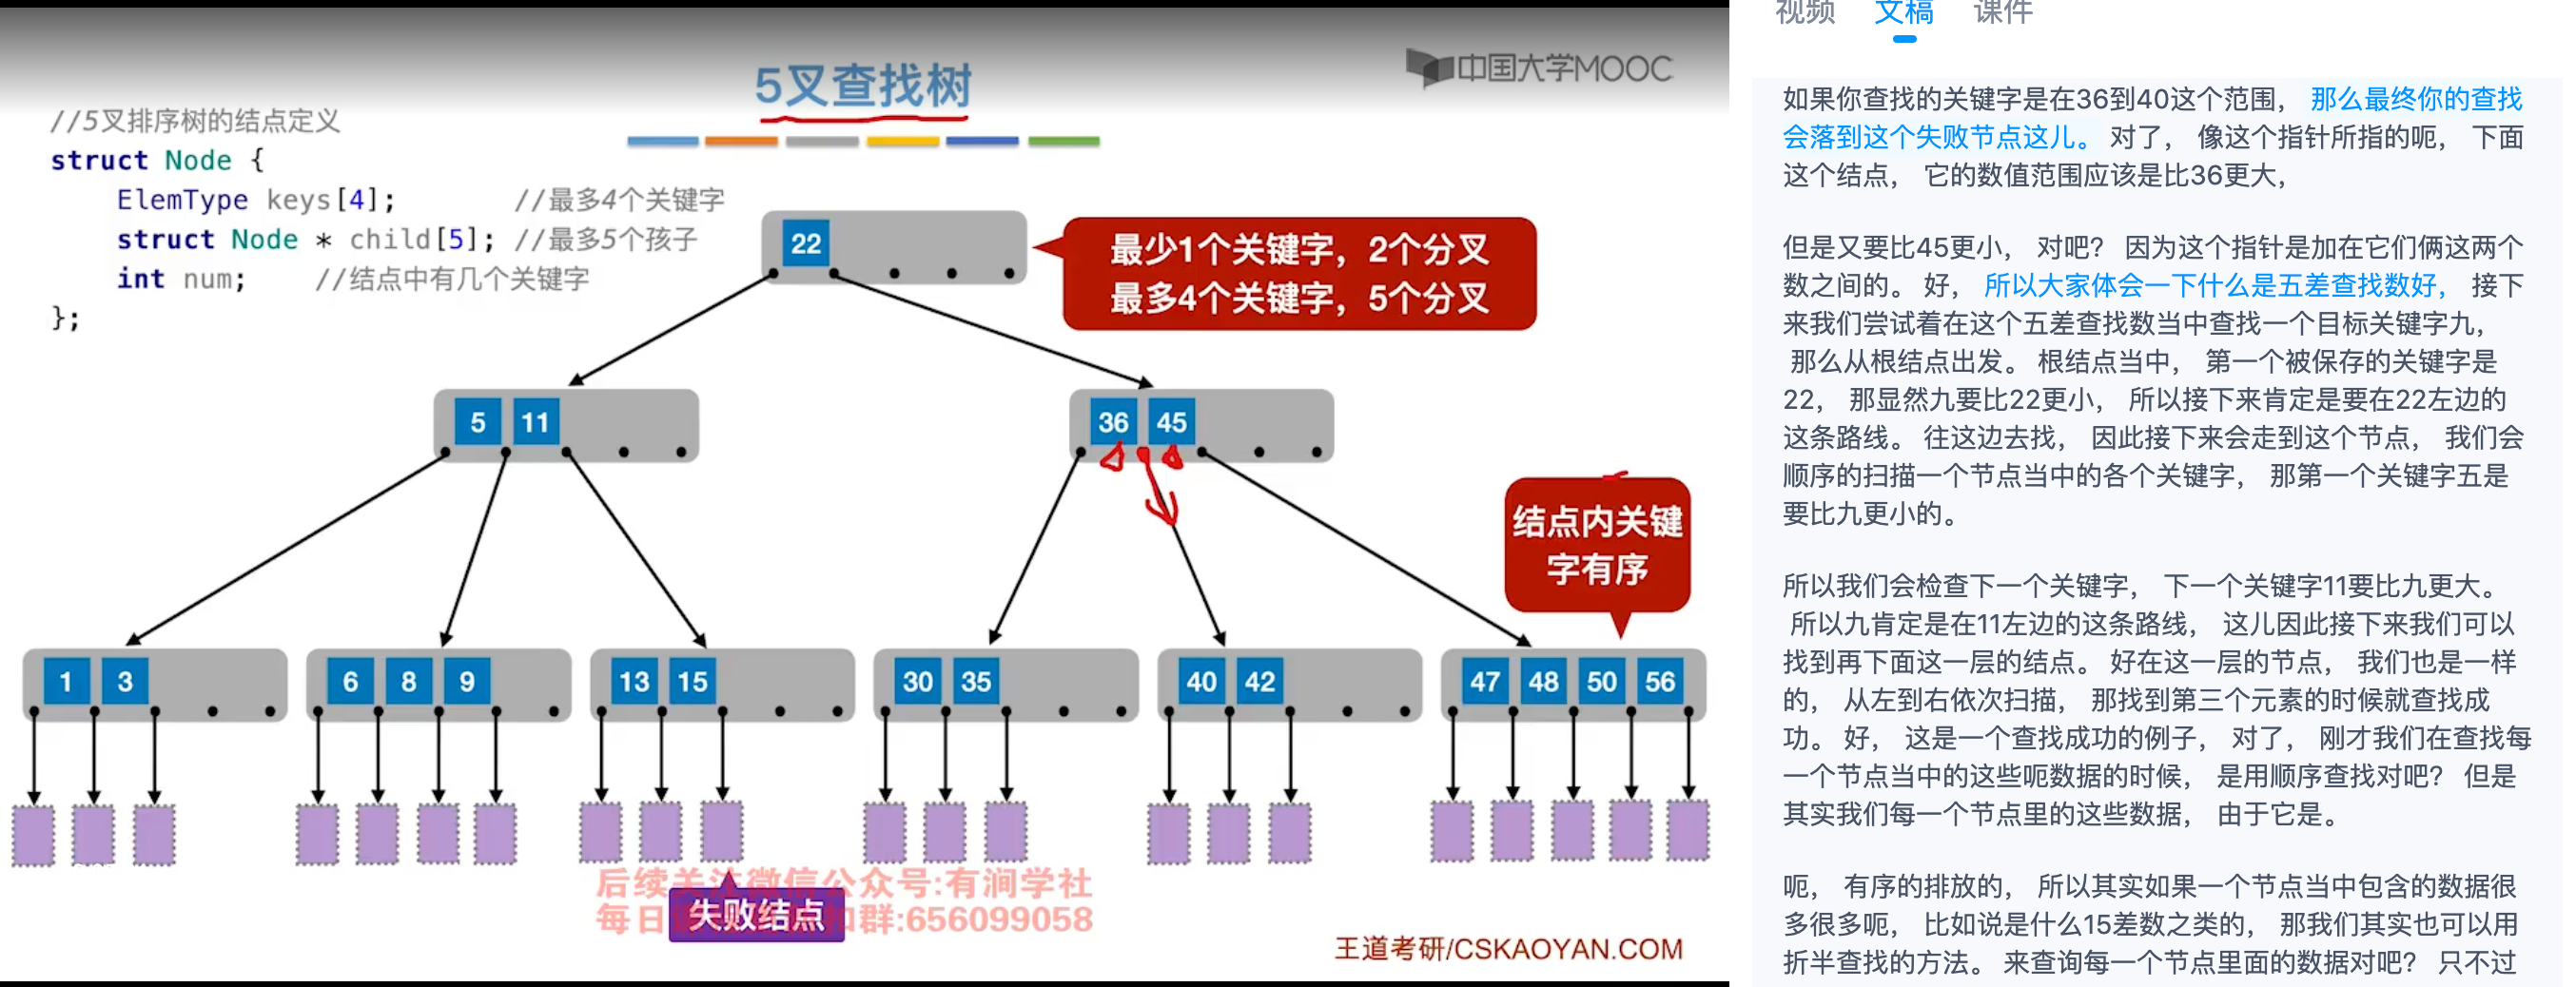 5叉查找树
中国大学MOOC
//5叉排序树的结点定义
struct Node {
ElemType keys[4]; //最多4个关键字
struct Node * child[5]; //最多5个孩子
int num; //结点中有几个关键字
};
22
最少1个关键字，2个分叉
最多4个关键字，5个分叉
5 11
36 45
结点内关键
字有序
1 3
6 8 9
13 15
30 35
40 42
47 48 50 56
失败结点
后续关注微信公众号:有涧学社
每日 群:656099058
王道考研/CSKAOYAN.COM
视频 文稿 课件
如果你查找的关键字是在36到40这个范围， 那么最终你的查找
会落到这个失败节点这儿。 对了， 像这个指针所指的呃， 下面
这个结点， 它的数值范围应该是比36更大，
但是又要比45更小， 对吧？ 因为这个指针是加在它们俩这两个
数之间的。 好， 所以大家体会一下什么是五差查找数好， 接下
来我们尝试着在这个五差查找数当中查找一个目标关键字九，
那么从根结点出发。 根结点当中， 第一个被保存的关键字是
22， 那显然九要比22更小， 所以接下来肯定是要在22左边的
这条路线。 往这边去找， 因此接下来会走到这个节点， 我们会
顺序的扫描一个节点当中的各个关键字， 那第一个关键字五是
要比九更小的。
所以我们会检查下一个关键字， 下一个关键字11要比九更大。
所以九肯定是在11左边的这条路线， 这儿因此接下来我们可以
找到再下面这一层的结点。 好在这一层的节点， 我们也是一样
的， 从左到右依次扫描， 那找到第三个元素的时候就查找成
功。 好， 这是一个查找成功的例子， 对了， 刚才我们在查找每
一个节点当中的这些呃数据的时候， 是用顺序查找对吧？ 但是
其实我们每一个节点里的这些数据， 由于它是。
呃， 有序的排放的， 所以其实如果一个节点当中包含的数据很
多很多呃， 比如说是什么15差数之类的， 那我们其实也可以用
折半查找的方法。 来查询每一个节点里面的数据对吧？ 只不过